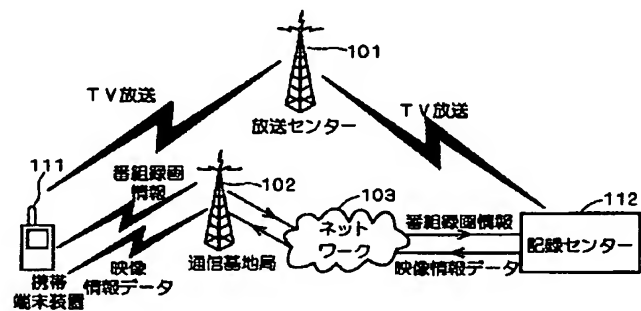 101
TV放送
放送センター
TV放送
111
番組録画
情報
102
103
ネット
ワーク
番組録画情報
112
記録センター
映像情報データ
通信基地局
映像
情報データ
携帯
端末装置